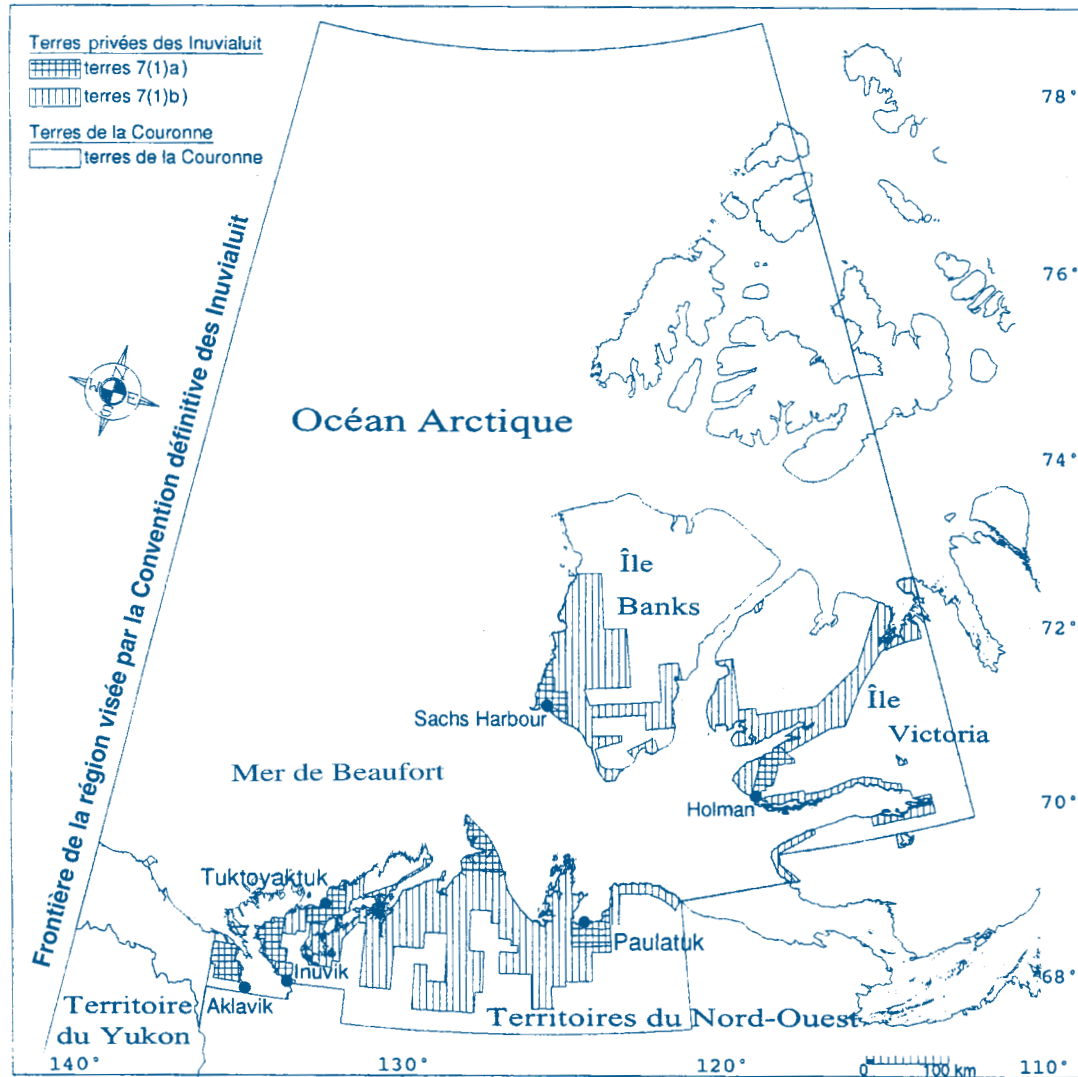 Terres privées des Inuvialuit
terres 7(1)a)
terres 7(1)b)
Terres de la Couronne
terres de la Couronne
78°
76°
74°
72°
70°
68°
Frontière de la région visée par la Convention définitive des Inuvialuit
N
W
E
S
Océan Arctique
Île
Banks
Île
Victoria
Sachs Harbour
Mer de Beaufort
Holman
Tuktoyaktuk
Paulatuk
Inuvik
Aklavik
Territoire
du Yukon
Territoires du Nord-Ouest
140°
130°
120°
110°
0
100 km